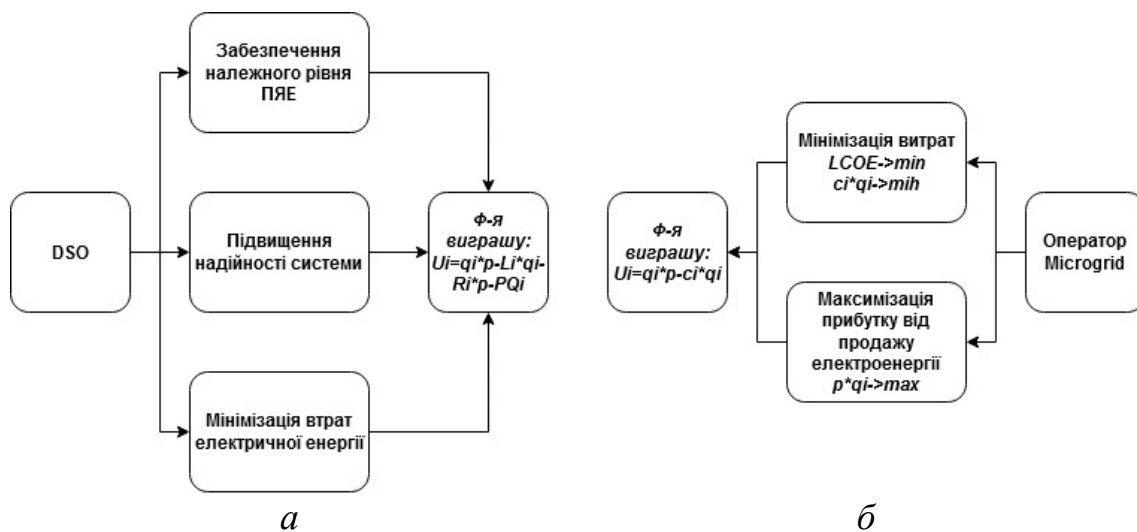 Забезпечення
належного рівня
ПЯЕ
DSO
Підвищення
надійності системи
Ф-я
виграшу:
Ui=qi*p-Li*qi-
Ri*p-PQi
Мінімізація втрат
електричної енергії
а
Мінімізація витрат
LCOE->min
ci*qi->mih
Ф-я
виграшу:
Ui=qi*p-ci*qi
Оператор
Microgrid
Максимізація
прибутку від
продажу
електроенергії
p*qi->max
б